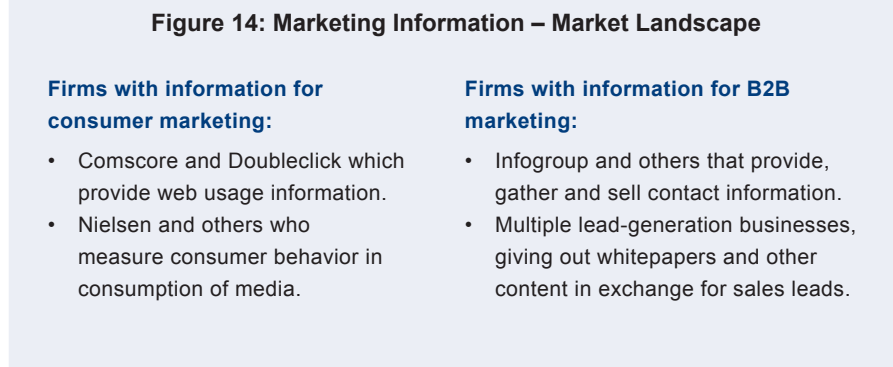 Figure 14: Marketing Information – Market Landscape
Firms with information for
consumer marketing:
• Comscore and Doubleclick which
provide web usage information.
• Nielsen and others who
measure consumer behavior in
consumption of media.
Firms with information for B2B
marketing:
• Infogroup and others that provide,
gather and sell contact information.
• Multiple lead-generation businesses,
giving out whitepapers and other
content in exchange for sales leads.